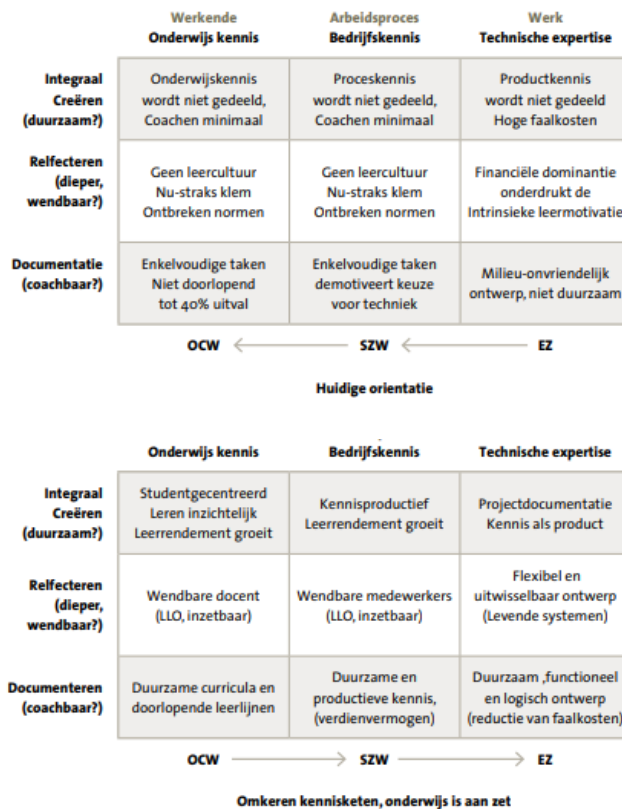 Werkende
Onderwijs kennis
Arbeidsproces
Bedrijfskennis
Werk
Technische expertise
Integraal
Creëren
(duurzaam?)
Onderwijskennis
wordt niet gedeeld,
Coachen minimaal
Proceskennis
wordt niet gedeeld,
Coachen minimaal
Productkennis
wordt niet gedeeld
Hoge faalkosten
Relfecteren
(dieper,
wendbaar?)
Geen leercultuur
Nu-straks klem
Ontbreken normen
Geen leercultuur
Nu-straks klem
Ontbreken normen
Financiële dominantie
onderdrukt de
Intrinsieke leermotivatie
Documentatie
(coachbaar?)
Enkelvoudige taken
Niet doorlopend
tot 40% uitval
Enkelvoudige taken
demotiveert keuze
voor techniek
Milieu-onvriendelijk
ontwerp, niet duurzaam
OCW
SZW
EZ
Huidige orientatie
Onderwijs kennis
Bedrijfskennis
Technische expertise
Integraal
Creëren
(duurzaam?)
Studentgecentreerd
Leren inzichtelijk
Leerrendement groeit
Kennisproductief
Leerrendement groeit
Projectdocumentatie
Kennis als product
Relfecteren
(dieper,
wendbaar?)
Wendbare docent
(LLO, inzetbaar)
Wendbare medewerkers
(LLO, inzetbaar)
Flexibel en
uitwisselbaar ontwerp
(Levende systemen)
Documenteren
(coachbaar?)
Duurzame curricula en
doorlopende leerlijnen
Duurzame en
productieve kennis,
(verdienvermogen)
Duurzaam ,functioneel
en logisch ontwerp
(reductie van faalkosten)
OCW
SZW
EZ
Omkeren kennisketen, onderwijs is aan zet